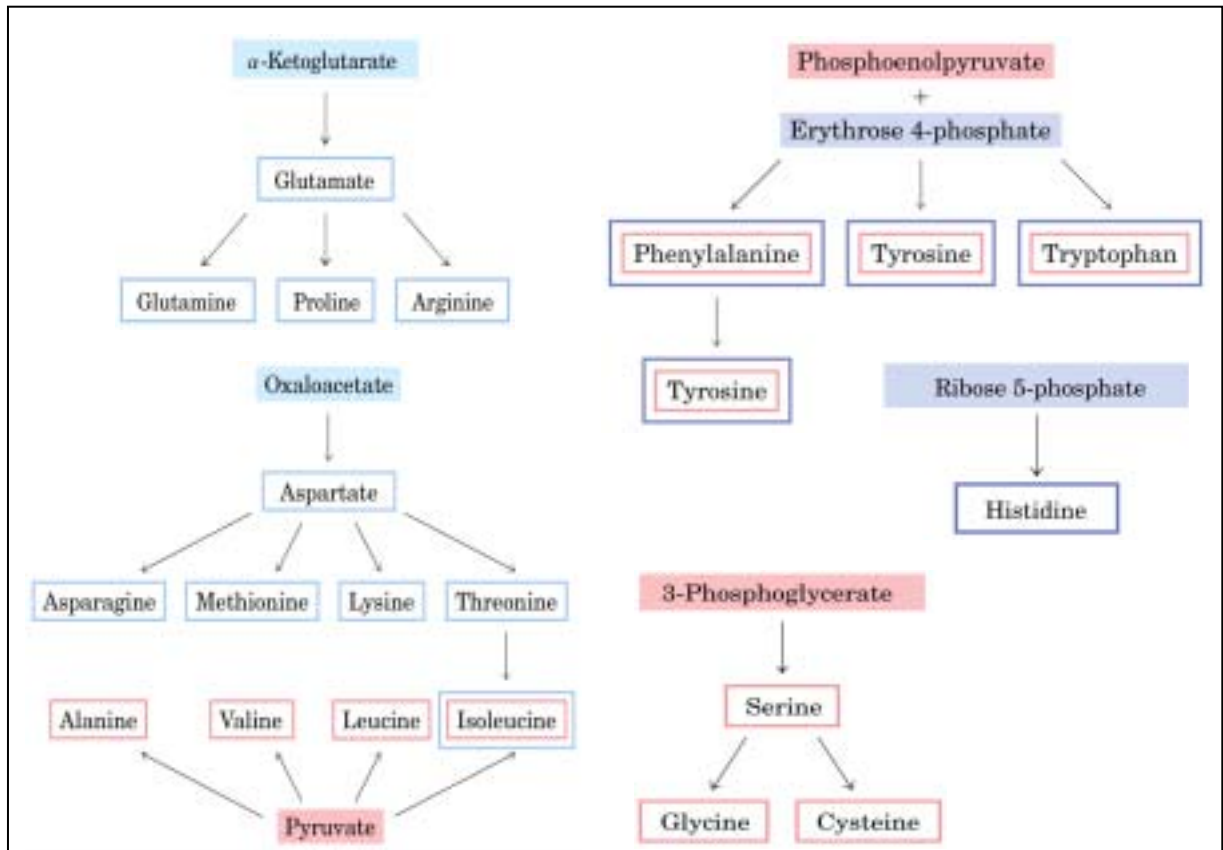 α-Ketoglutarate
Glutamate
Glutamine Proline Arginine
Oxaloacetate
Aspartate
Asparagine Methionine Lysine Threonine
Alanine Valine Leucine Isoleucine
Pyruvate
Phosphoenolpyruvate
+
Erythrose 4-phosphate
Phenylalanine Tyrosine Tryptophan
Tyrosine
Ribose 5-phosphate
Histidine
3-Phosphoglycerate
Serine
Glycine Cysteine